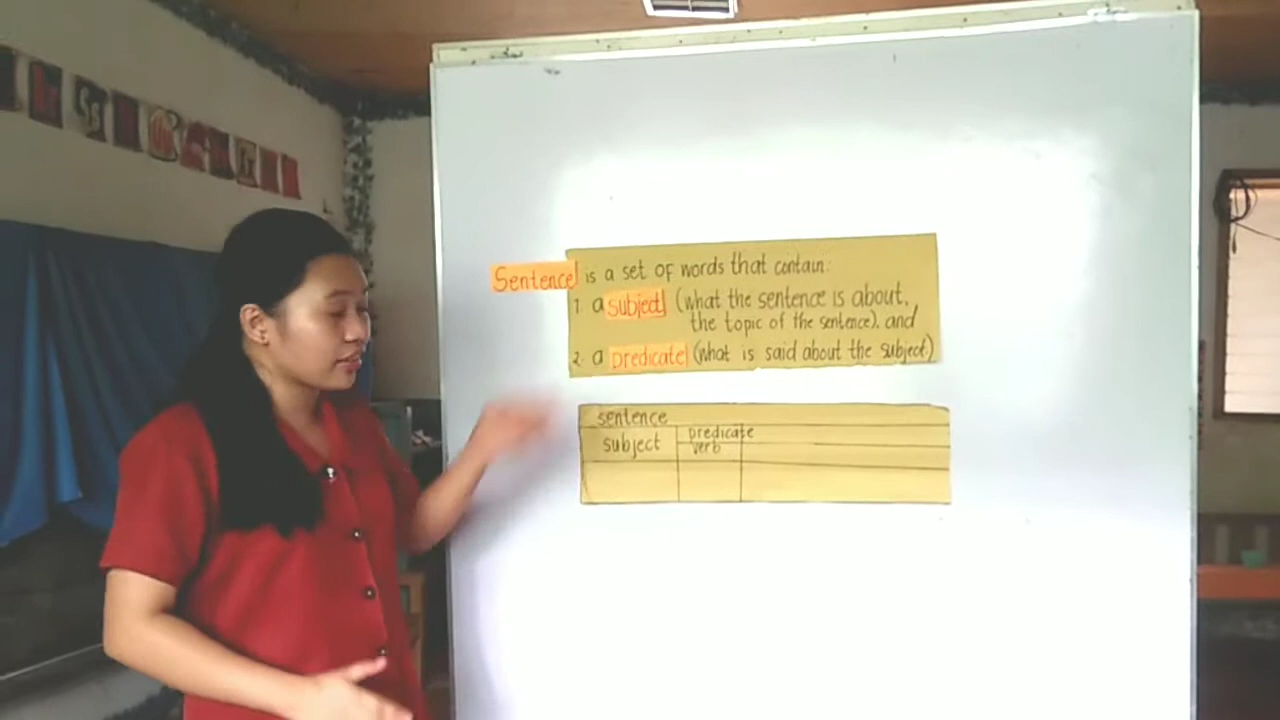 Sentence is a set of words that contain:
1. a subject (what the sentence is about,
the topic of the sentence), and
2. a predicate (what is said about the subject)
sentence
subject predicate
verb